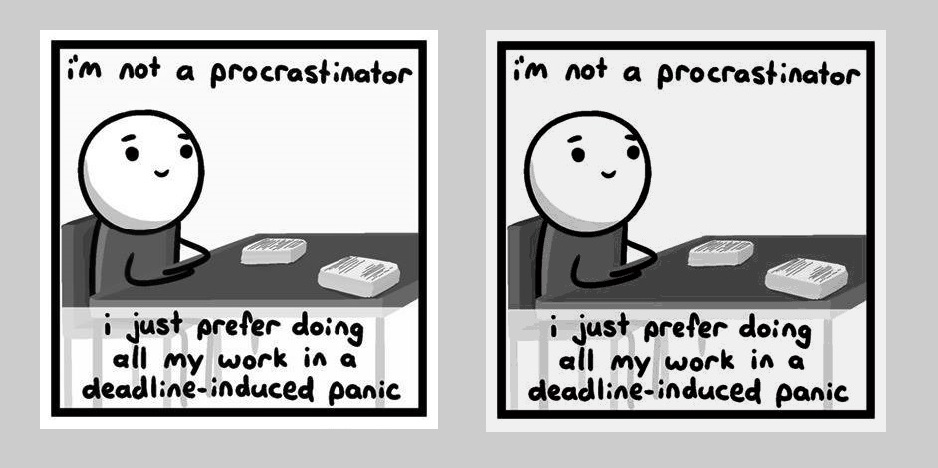 i'm not a procrastinator
i just prefer doing
all my work in a
deadline-induced panic
i'm not a procrastinator
i just prefer doing
all my work in a
deadline-induced panic